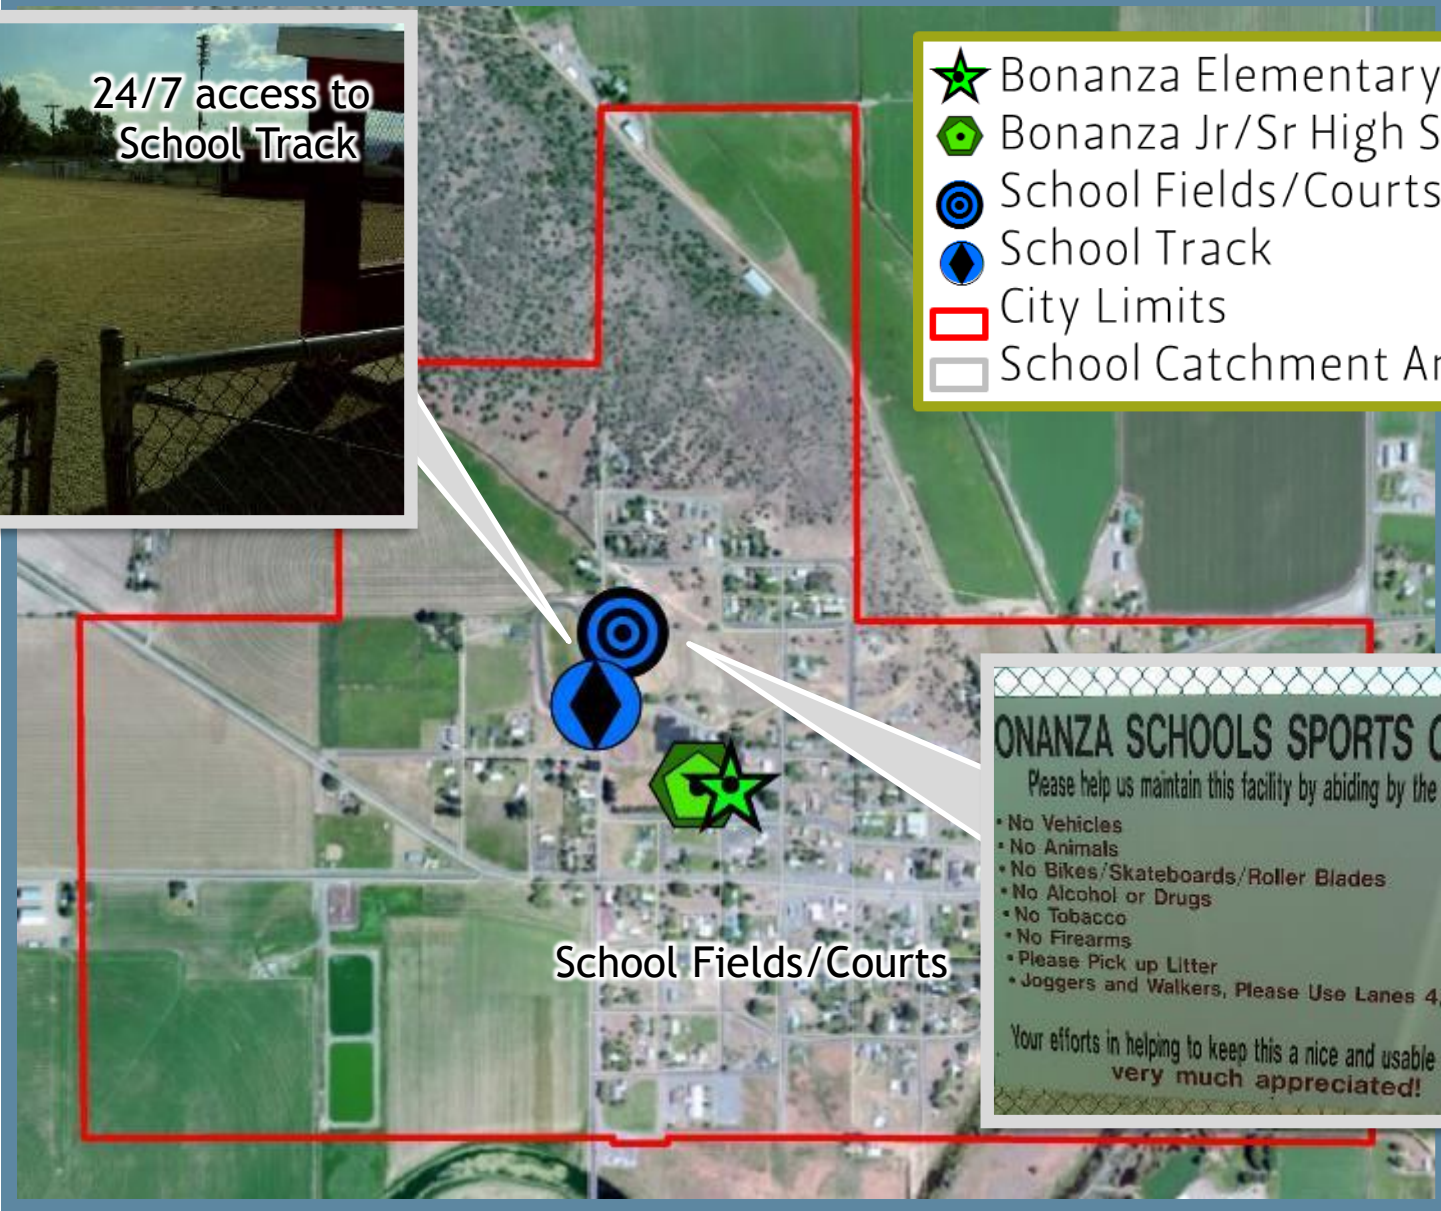 24/7 access to
School Track
Bonanza Elementary
Bonanza Jr/Sr High S
School Fields/Courts
School Track
City Limits
School Catchment Ar
School Fields/Courts
ONANZA SCHOOLS SPORTS C
Please help us maintain this facility by abiding by the
• No Vehicles
• No Animals
• No Bikes/Skateboards/Roller Blades
• No Alcohol or Drugs
• No Tobacco
• No Firearms
• Please Pick up Litter
• Joggers and Walkers, Please Use Lanes 4,
Your efforts in helping to keep this a nice and usable
very much appreciated!